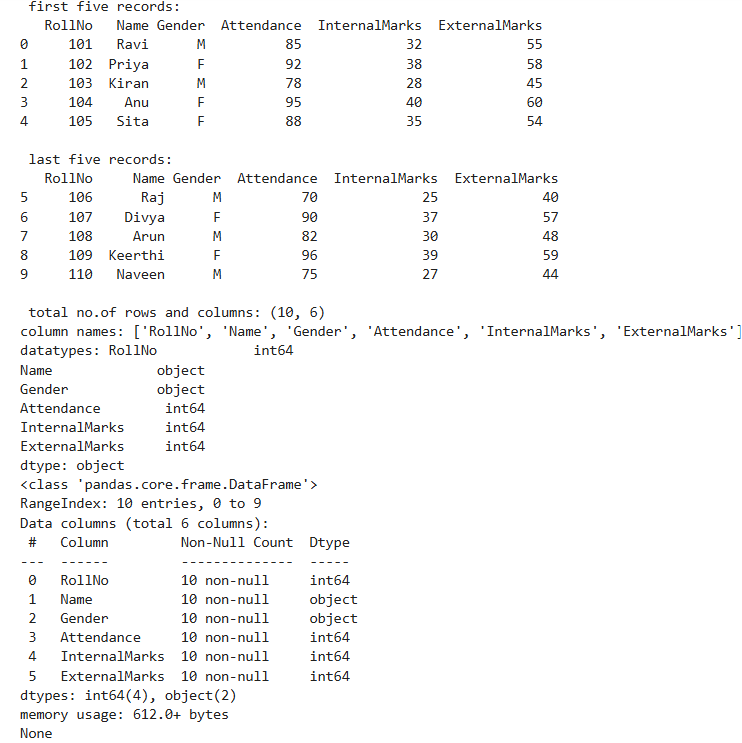 first five records:
   RollNo   Name Gender  Attendance  InternalMarks  ExternalMarks
0     101   Ravi      M          85             32             55
1     102  Priya      F          92             38             58
2     103  Kiran      M          78             28             45
3     104    Anu      F          95             40             60
4     105   Sita      F          88             35             54
last five records:
   RollNo     Name Gender  Attendance  InternalMarks  ExternalMarks
5     106      Raj      M          70             25             40
6     107    Divya      F          90             37             57
7     108     Arun      M          82             30             48
8     109  Keerthi      F          96             39             59
9     110   Naveen      M          75             27             44
total no.of rows and columns: (10, 6)
column names: ['RollNo', 'Name', 'Gender', 'Attendance', 'InternalMarks', 'ExternalMarks']
datatypes: RollNo            int64
Name             object
Gender           object
Attendance        int64
InternalMarks     int64
ExternalMarks     int64
dtype: object
<class 'pandas.core.frame.DataFrame'>
RangeIndex: 10 entries, 0 to 9
Data columns (total 6 columns):
 #   Column         Non-Null Count  Dtype
---  ------         --------------  -----
 0   RollNo         10 non-null     int64
 1   Name           10 non-null     object
 2   Gender         10 non-null     object
 3   Attendance     10 non-null     int64
 4   InternalMarks  10 non-null     int64
 5   ExternalMarks  10 non-null     int64
dtypes: int64(4), object(2)
memory usage: 612.0+ bytes
None